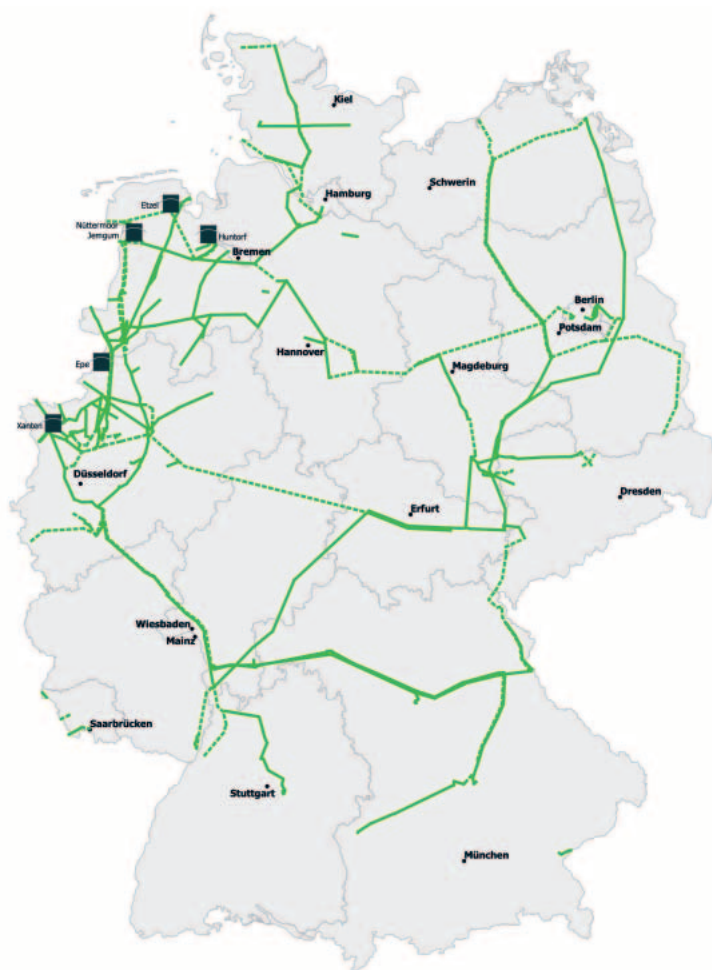 Kiel
Schwerin
Hamburg
Etzel
Nüttermoor
Jemgum
Huntorf
Bremen
Berlin
Potsdam
Hannover
Magdeburg
Epe
Xanten
Düsseldorf
Dresden
Erfurt
Wiesbaden
Mainz
Saarbrücken
Stuttgart
München